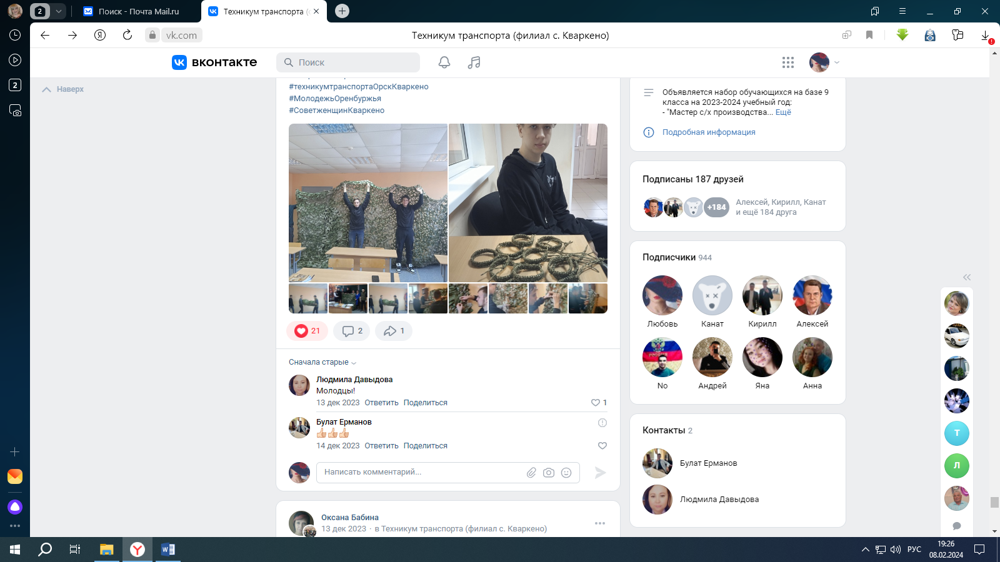 2
Поиск - Почта Mail.ru
Техникум транспорта (
vk.com
Техникум транспорта (филиал с. Кваркено)
2
вконтакте
Поиск
Наверх
#техникумтранспортаОрскКваркено
#МолодежьОренбуржья
#СоветженщинКваркено
21
2
1
Сначала старые
Людмила Давыдова
Молодцы!
13 дек 2023 Ответить Поделиться
1
Булат Ерманов
14 дек 2023 Ответить Поделиться
Написать комментарий...
Оксана Бабина
13 дек 2023 · в Техникум транспорта (филиал с. Кваркено)
Объявляется набор обучающихся на базе 9
класса на 2023-2024 учебный год:
- "Мастер с/х производства... Ещё
Подробная информация
Подписаны 187 друзей
+184
Алексей, Кирилл, Канат
и ещё 184 друга
Подписчики 944
Любовь Канат Кирилл Алексей
No Андрей Яна Анна
Контакты 2
Булат Ерманов
Людмила Давыдова
Т
Л
РУС
19:26
08.02.2024